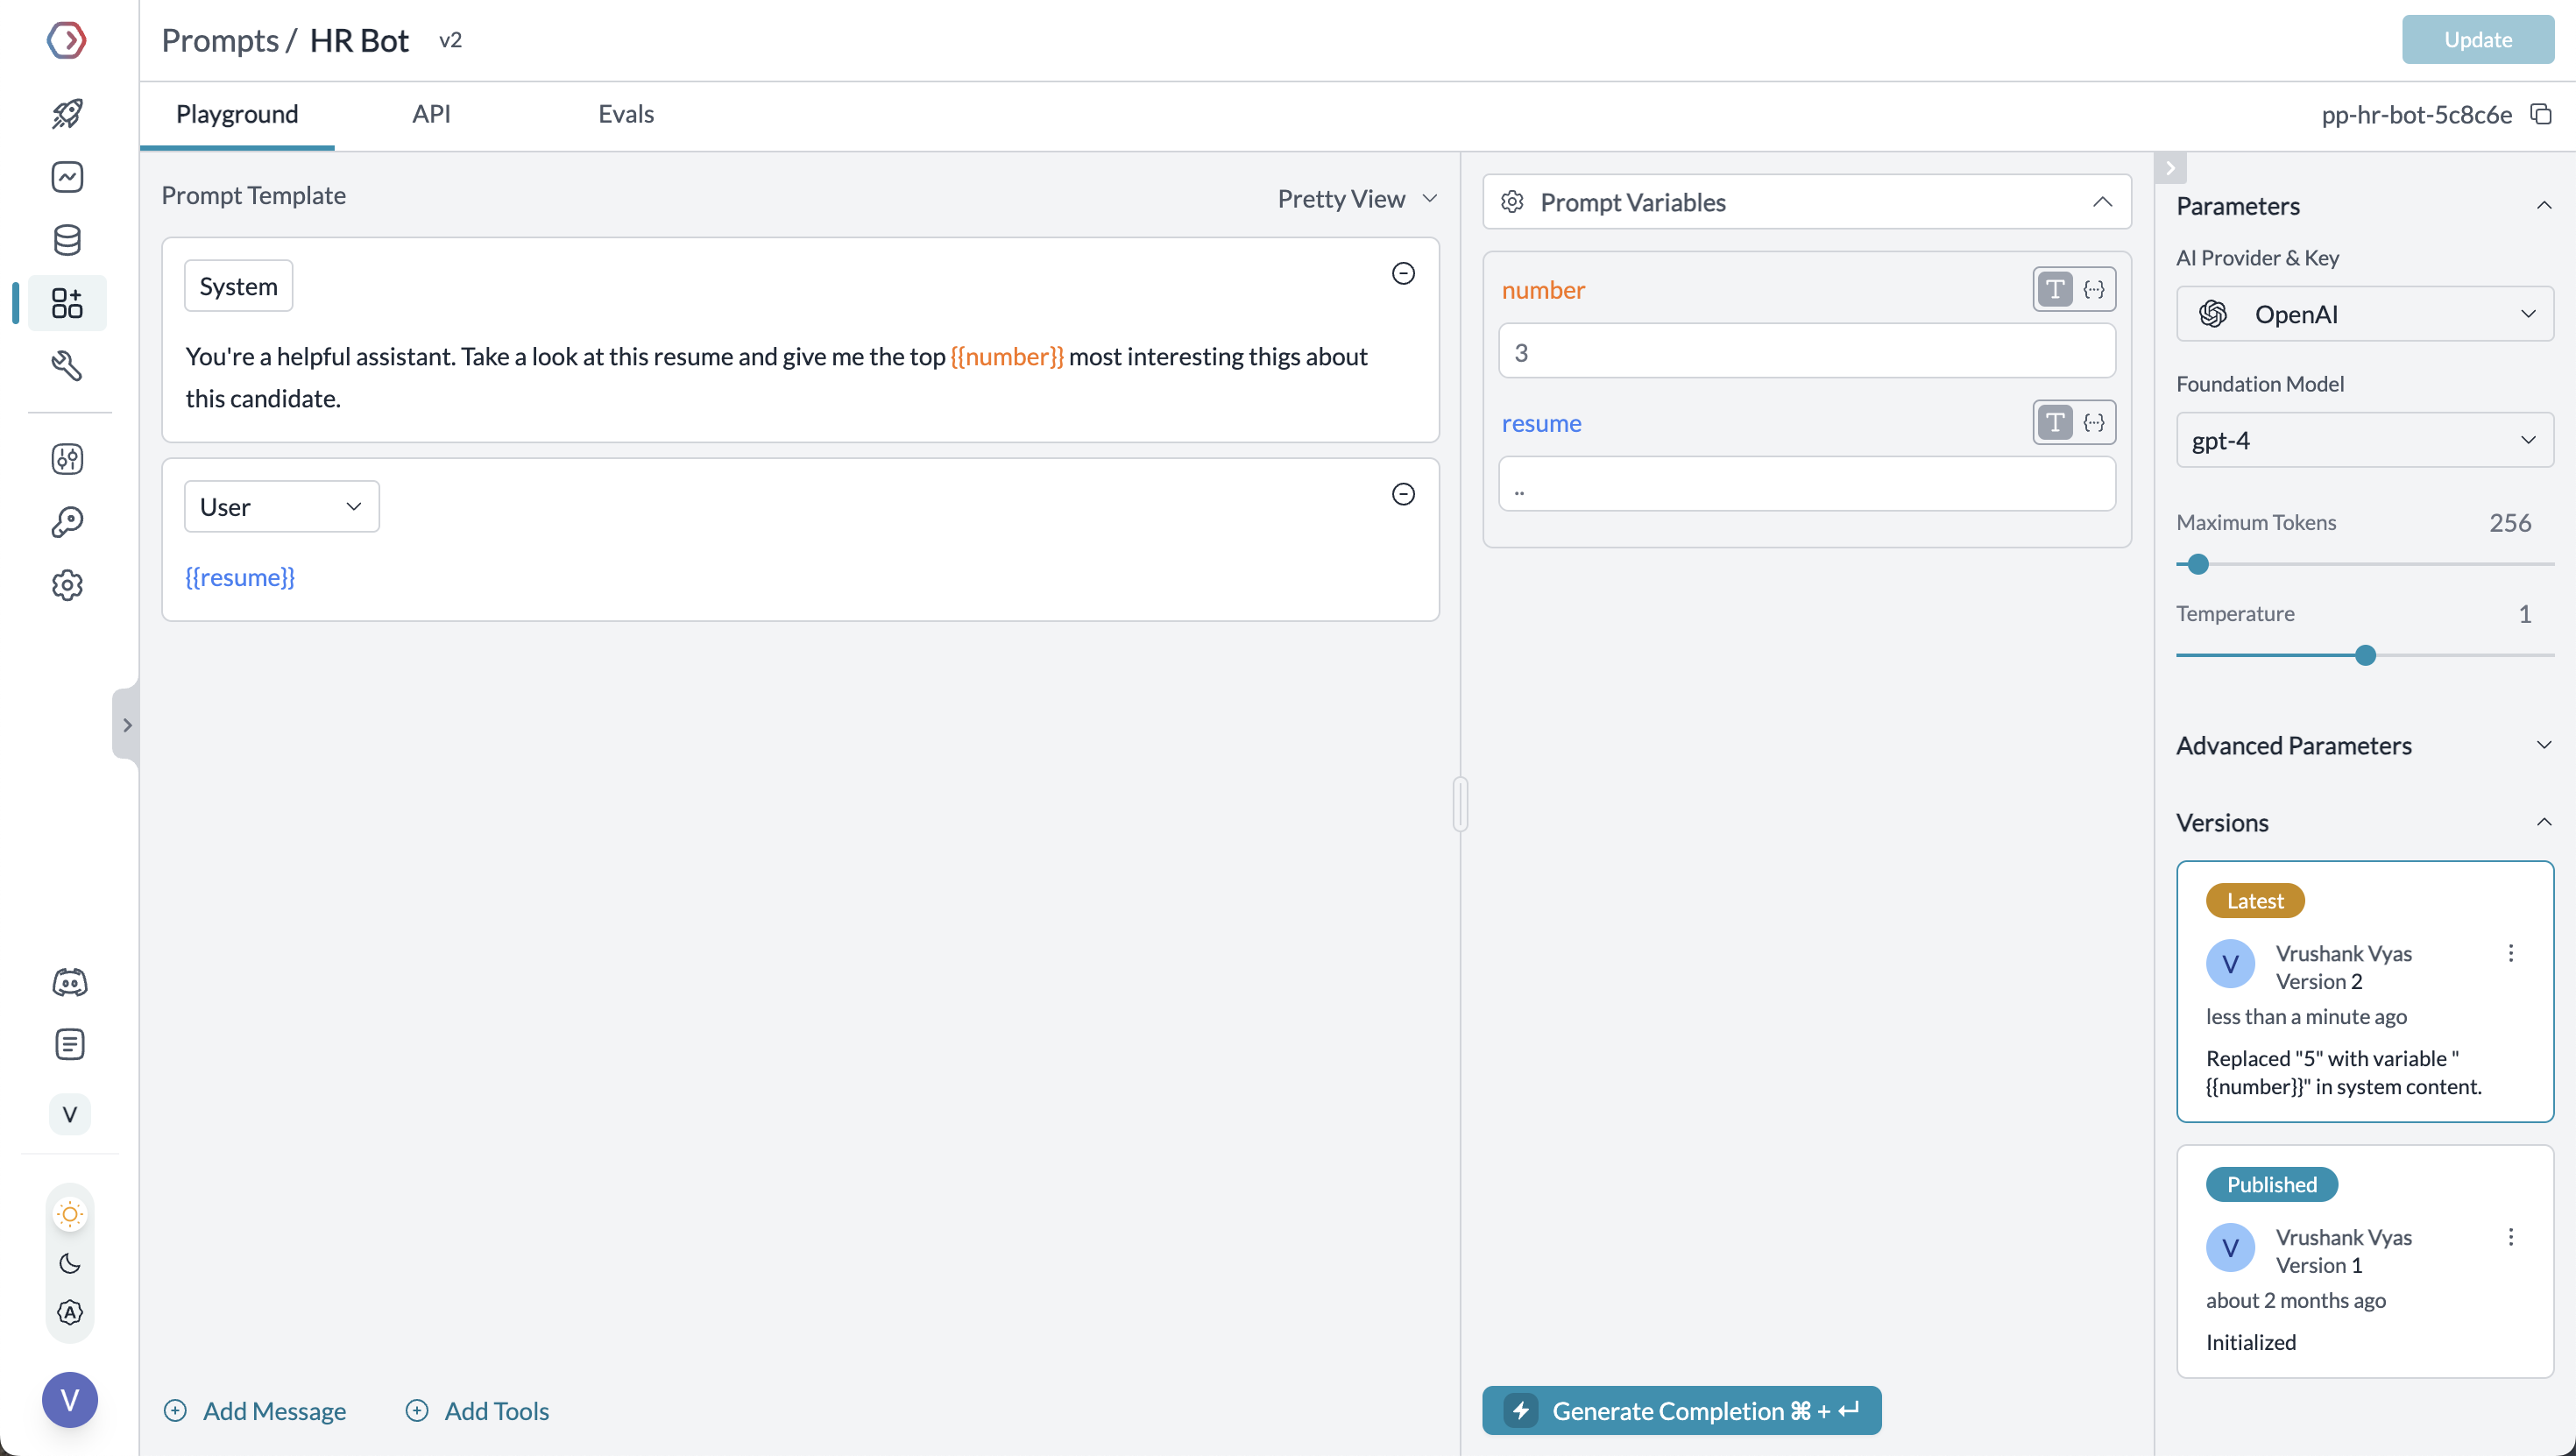 Prompts / HR Bot v2
Update
Playground
API
Evals
pp-hr-bot-5c8c6e
Prompt Template
Pretty View
System
You're a helpful assistant. Take a look at this resume and give me the top {{number}} most interesting thigs about
this candidate.
User
{{resume}}
Add Message
Add Tools
Prompt Variables
number
T {...}
3
resume
T {...}
..
Generate Completion ⌘ + ↵
Parameters
AI Provider & Key
OpenAI
Foundation Model
gpt-4
Maximum Tokens 256
Temperature 1
Advanced Parameters
Versions
Latest
V
Vrushank Vyas
Version 2
less than a minute ago
Replaced "5" with variable "
{{number}}" in system content.
Published
V
Vrushank Vyas
Version 1
about 2 months ago
Initialized
V
A
V